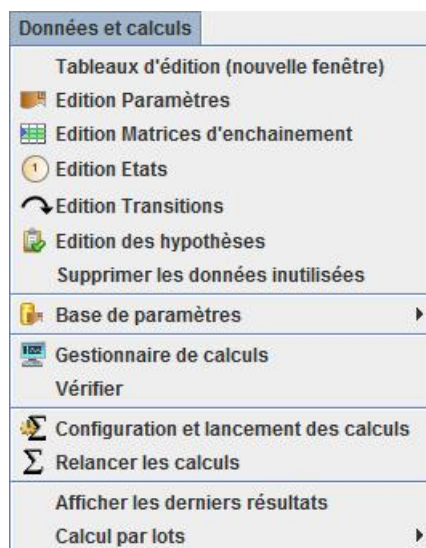 Données et calculs
Tableaux d'édition (nouvelle fenêtre)
Edition Paramètres
Edition Matrices d'enchainement
1 Edition Etats
Edition Transitions
Edition des hypothèses
Supprimer les données inutilisées
Base de paramètres
Gestionnaire de calculs
Vérifier
Σ Configuration et lancement des calculs
Σ Relancer les calculs
Afficher les derniers résultats
Calcul par lots